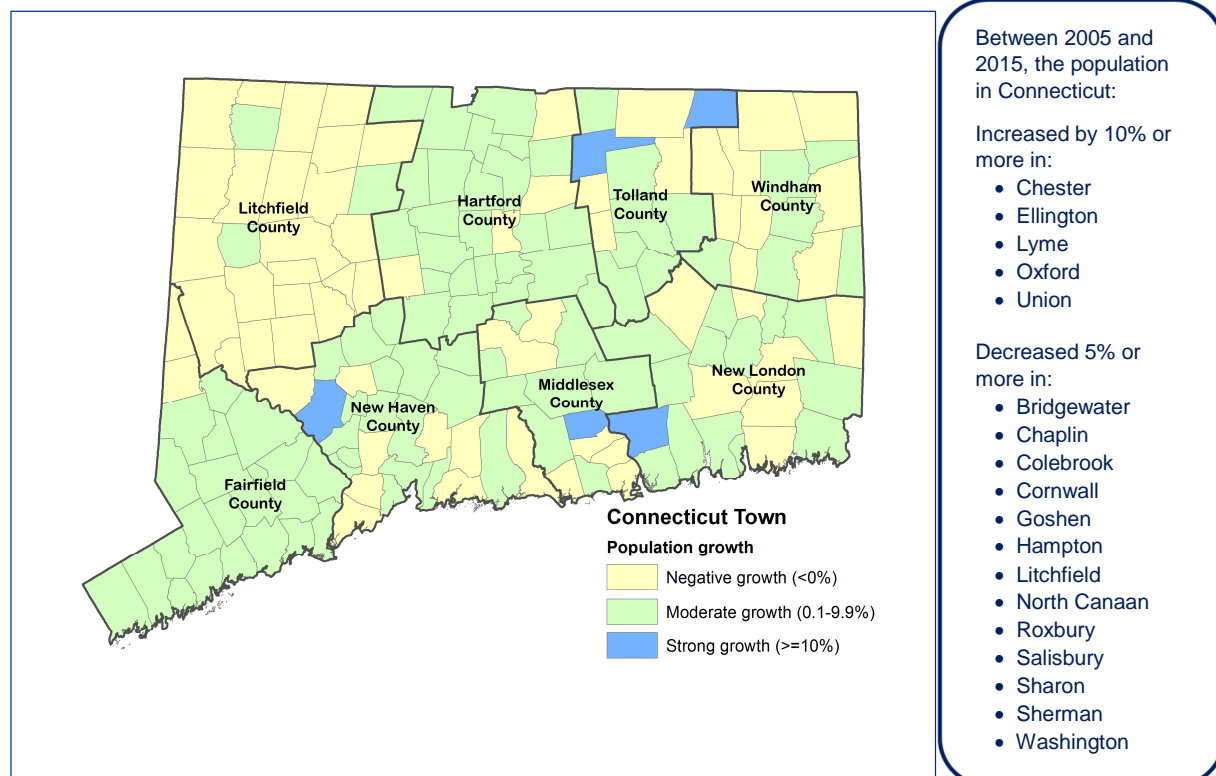 Litchfield
County
Hartford
County
Tolland
County
Windham
County
New London
County
Middlesex
County
New Haven
County
Fairfield
County
Connecticut Town
Population growth
Negative growth (<0%)
Moderate growth (0.1-9.9%)
Strong growth (>=10%)
Between 2005 and
2015, the population
in Connecticut:
Increased by 10% or
more in:
• Chester
• Ellington
• Lyme
• Oxford
• Union
Decreased 5% or
more in:
• Bridgewater
• Chaplin
• Colebrook
• Cornwall
• Goshen
• Hampton
• Litchfield
• North Canaan
• Roxbury
• Salisbury
• Sharon
• Sherman
• Washington